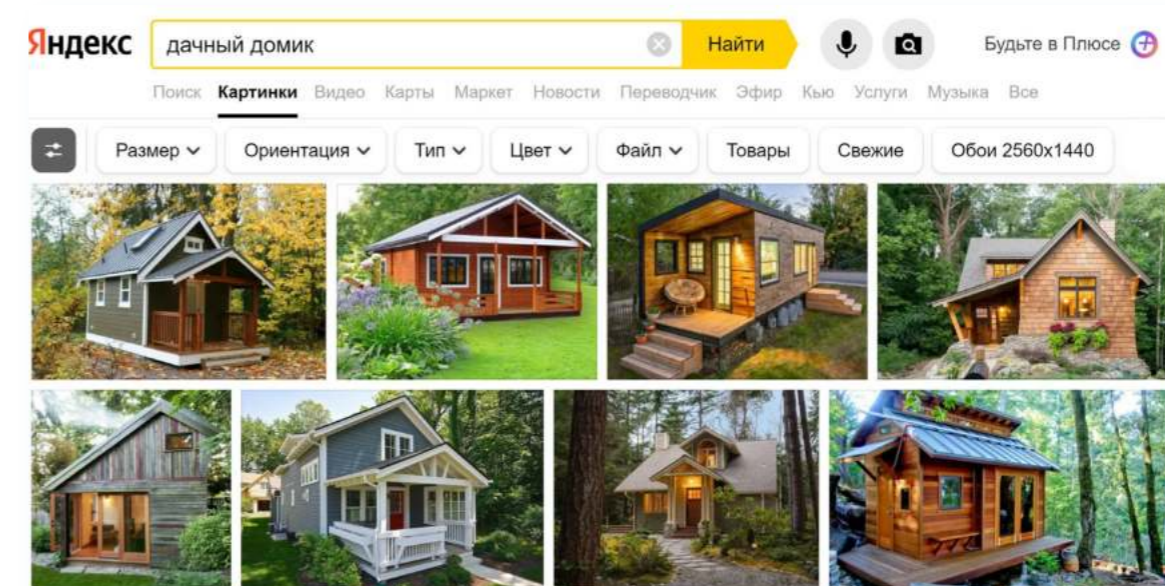 Яндекс дачный домик Найти Будьте в Плюсе
Поиск Картинки Видео Карты Маркет Новости Переводчик Эфир Кью Услуги Музыка Все
Размер Ориентация Тип Цвет Файл Товары Свежие Обои 2560x1440